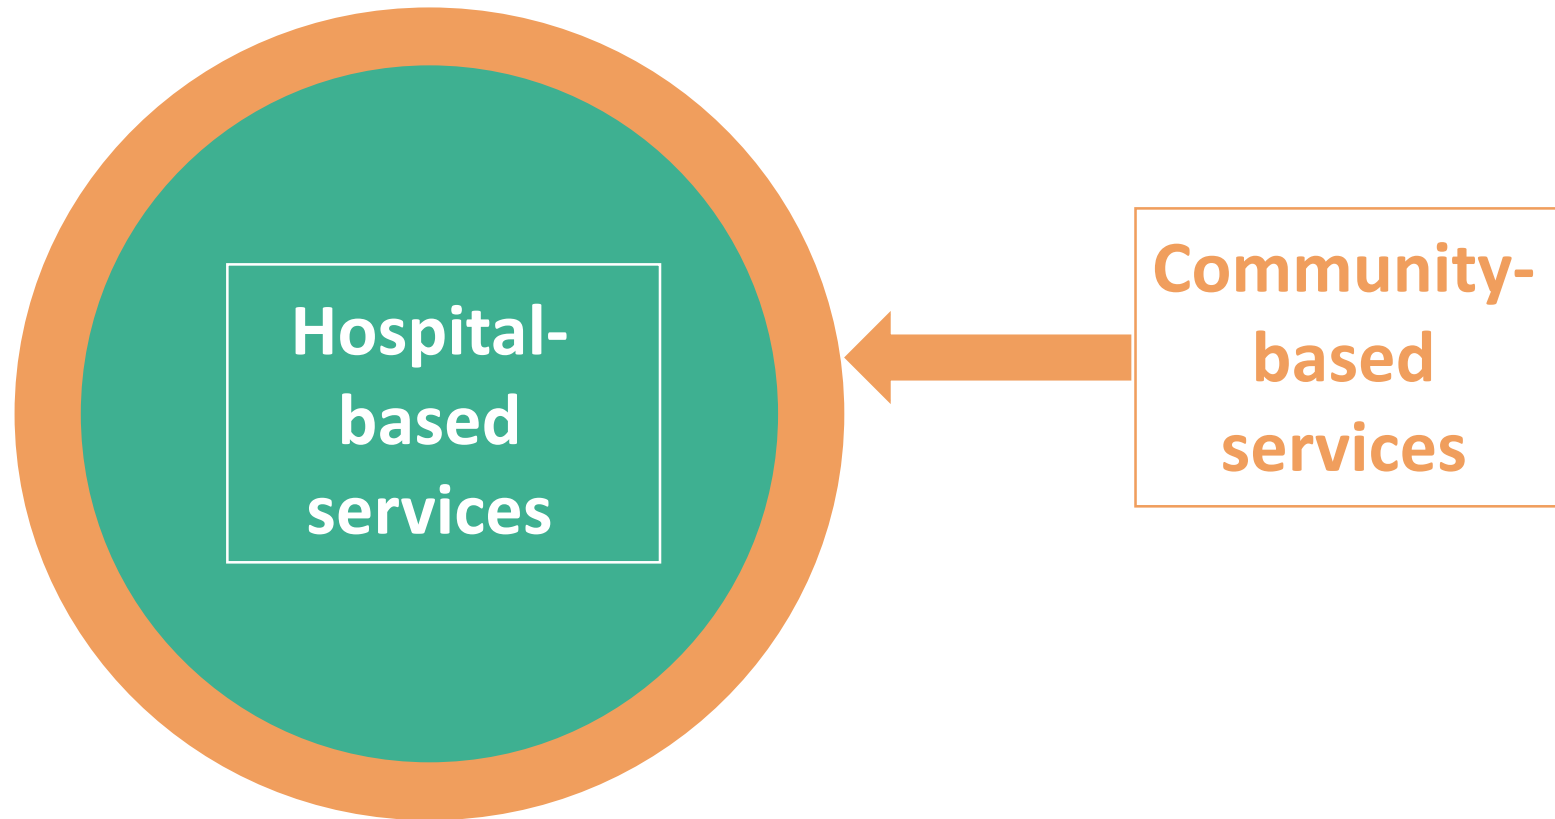 Hospital-
based
services
Community-
based
services